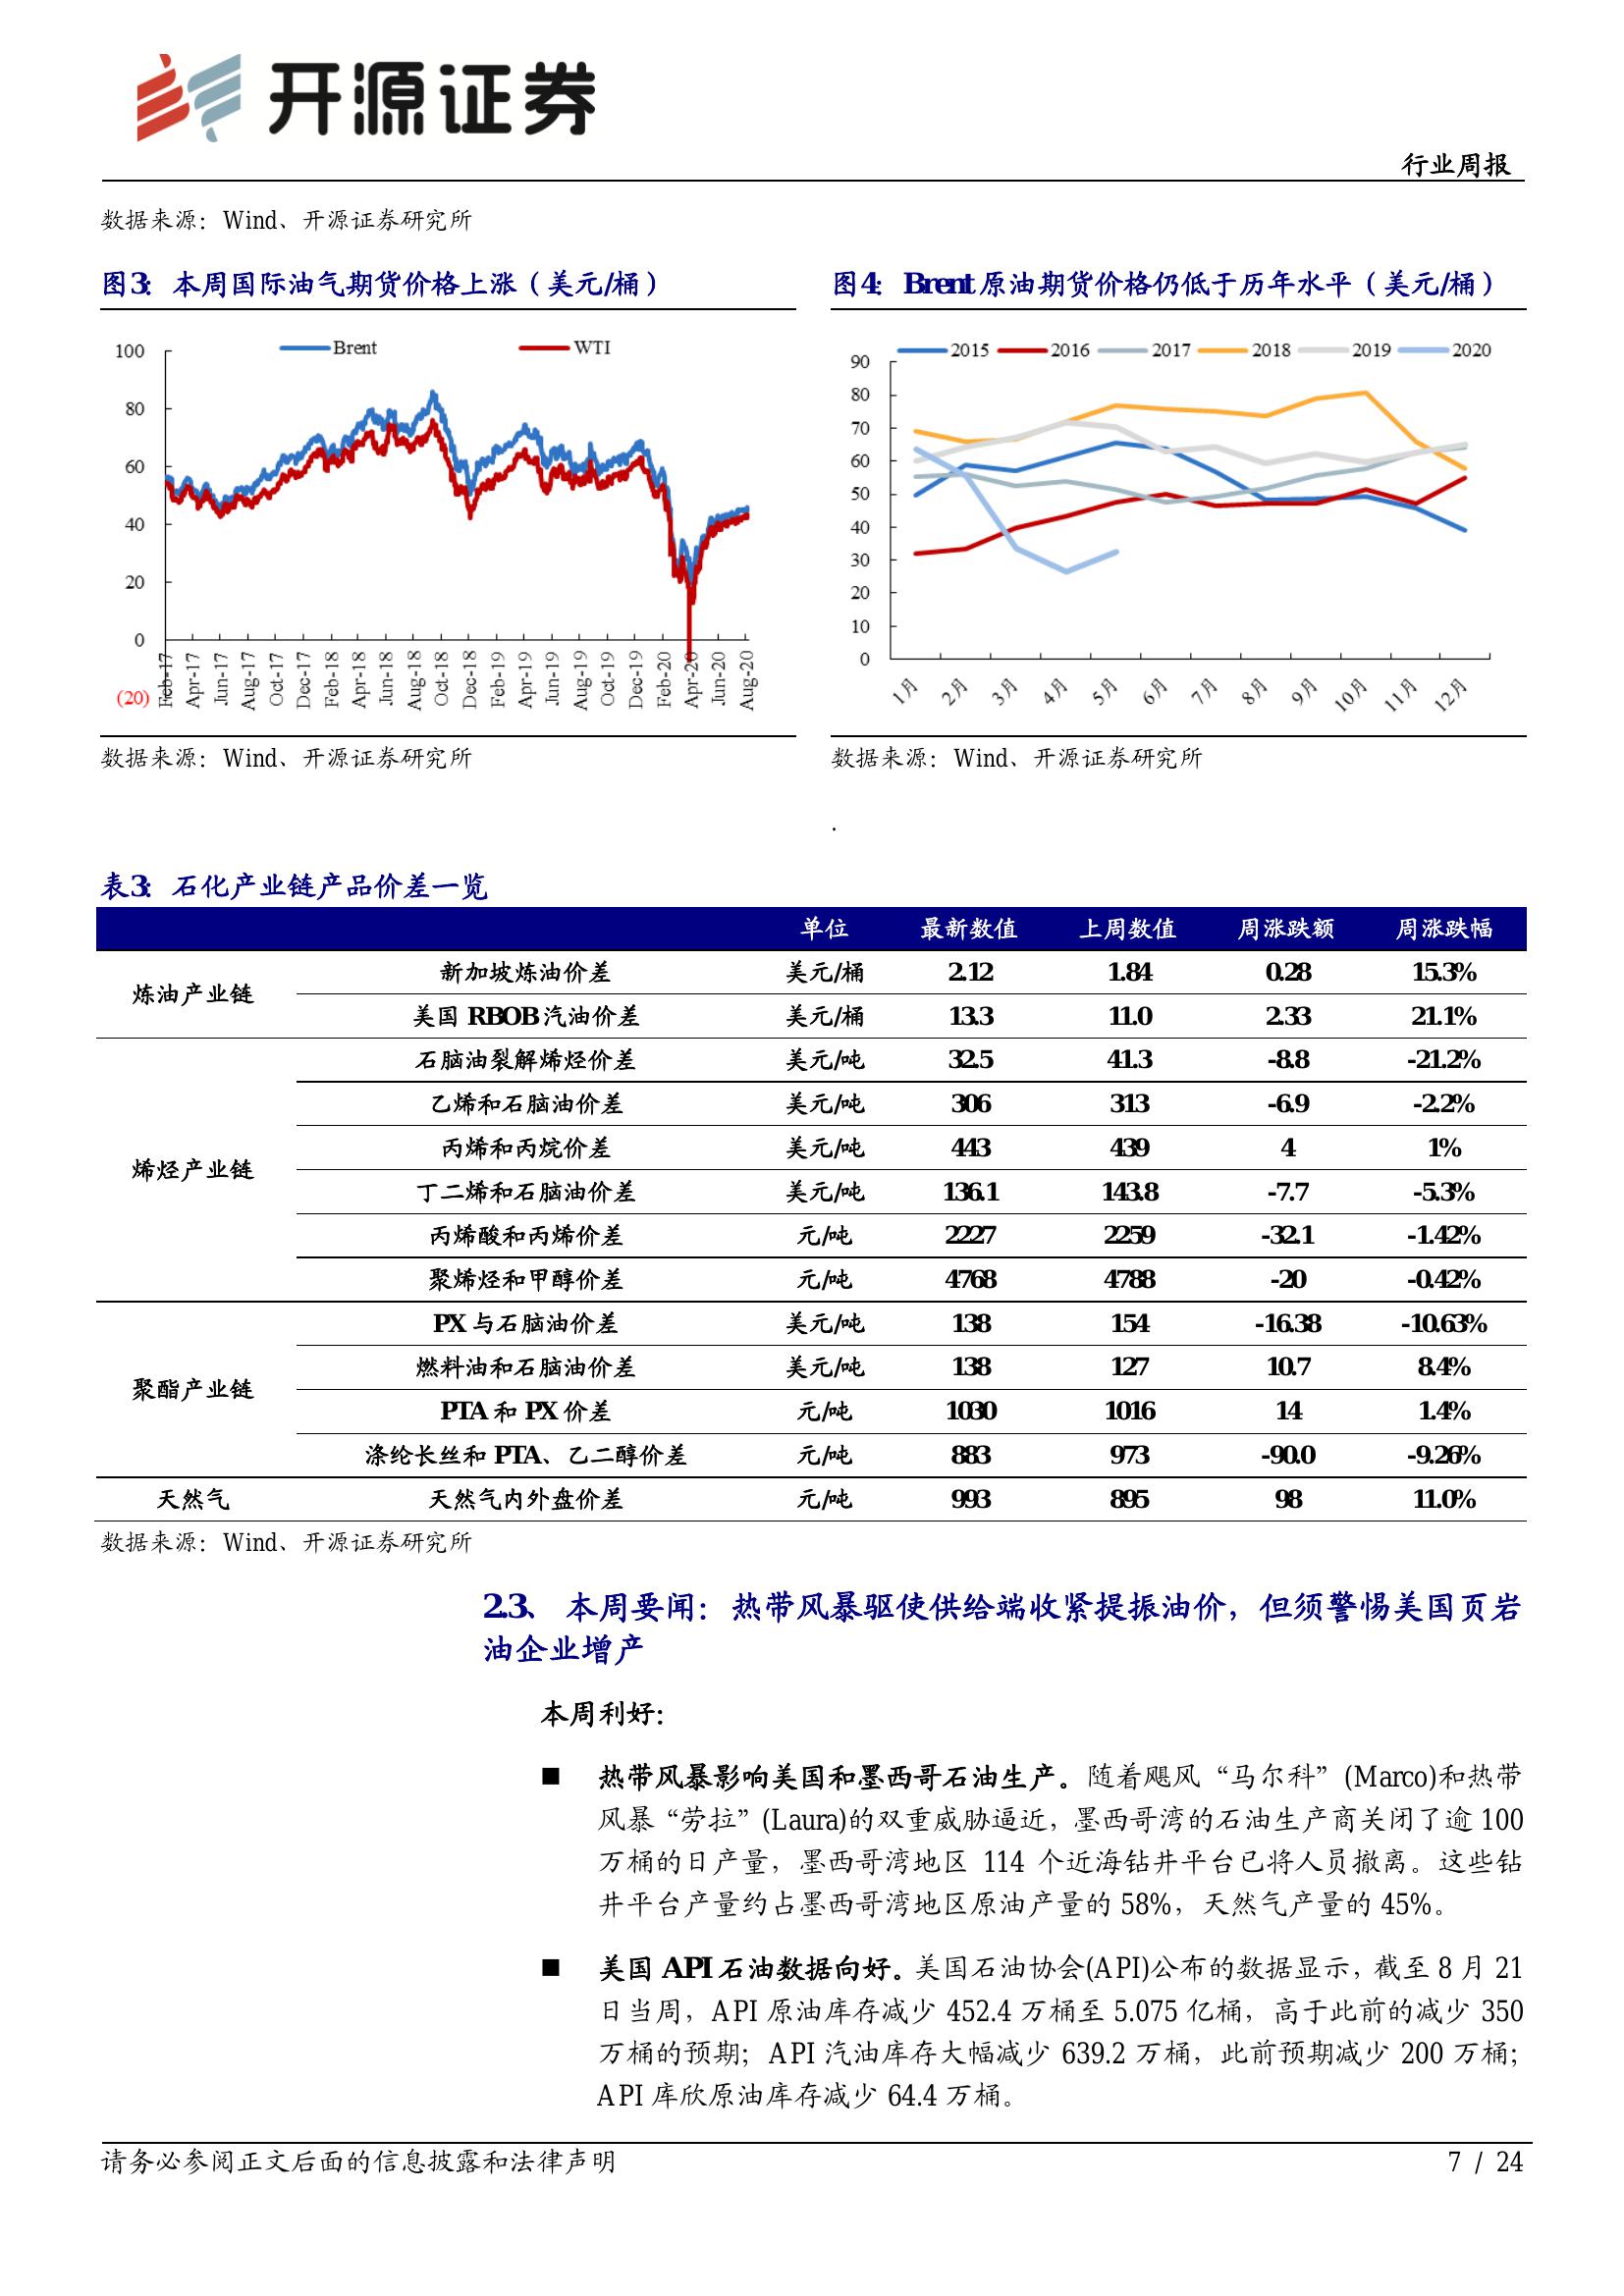 开源证券
行业周报
数据来源：Wind、开源证券研究所
图3：本周国际油气期货价格上涨（美元/桶）
Brent WTI
100
80
60
40
20
0
(20)
Feb-17 Apr-17 Jun-17 Aug-17 Oct-17 Dec-17 Feb-18 Apr-18 Jun-18 Aug-18 Oct-18 Dec-18 Feb-19 Apr-19 Jun-19 Aug-19 Oct-19 Dec-19 Feb-20 Apr-20 Jun-20 Aug-20
数据来源：Wind、开源证券研究所
图4：Brent原油期货价格仍低于历年水平（美元/桶）
2015 2016 2017 2018 2019 2020
90
80
70
60
50
40
30
20
10
0
1月 2月 3月 4月 5月 6月 7月 8月 9月 10月 11月 12月
数据来源：Wind、开源证券研究所
.
表3：石化产业链产品价差一览
单位 最新数值 上周数值 周涨跌额 周涨跌幅
炼油产业链
新加坡炼油价差 美元/桶 2.12 1.84 0.28 15.3%
美国 RBOB 汽油价差 美元/桶 13.3 11.0 2.33 21.1%
烯烃产业链
石脑油裂解烯烃价差 美元/吨 32.5 41.3 -8.8 -21.2%
乙烯和石脑油价差 美元/吨 306 313 -6.9 -2.2%
丙烯和丙烷价差 美元/吨 443 439 4 1%
丁二烯和石脑油价差 美元/吨 136.1 143.8 -7.7 -5.3%
丙烯酸和丙烯价差 元/吨 2227 2259 -32.1 -1.42%
聚烯烃和甲醇价差 元/吨 4768 4788 -20 -0.42%
聚酯产业链
PX 与石脑油价差 美元/吨 138 154 -16.38 -10.63%
燃料油和石脑油价差 美元/吨 138 127 10.7 8.4%
PTA 和 PX 价差 元/吨 1030 1016 14 1.4%
涤纶长丝和 PTA、乙二醇价差 元/吨 883 973 -90.0 -9.26%
天然气 天然气内外盘价差 元/吨 993 895 98 11.0%
数据来源：Wind、开源证券研究所
2.3、 本周要闻：热带风暴驱使供给端收紧提振油价，但须警惕美国页岩
油企业增产
本周利好：
■ 热带风暴影响美国和墨西哥石油生产。随着飓风“马尔科”(Marco)和热带
风暴“劳拉”(Laura)的双重威胁逼近，墨西哥湾的石油生产商关闭了逾 100
万桶的日产量，墨西哥湾地区 114 个近海钻井平台已将人员撤离。这些钻
井平台产量约占墨西哥湾地区原油产量的 58%，天然气产量的 45%。
■ 美国 API 石油数据向好。美国石油协会(API)公布的数据显示，截至 8 月 21
日当周，API 原油库存减少 452.4 万桶至 5.075 亿桶，高于此前的减少 350
万桶的预期；API 汽油库存大幅减少 639.2 万桶，此前预期减少 200 万桶；
API 库欣原油库存减少 64.4 万桶。
请务必参阅正文后面的信息披露和法律声明
7 / 24